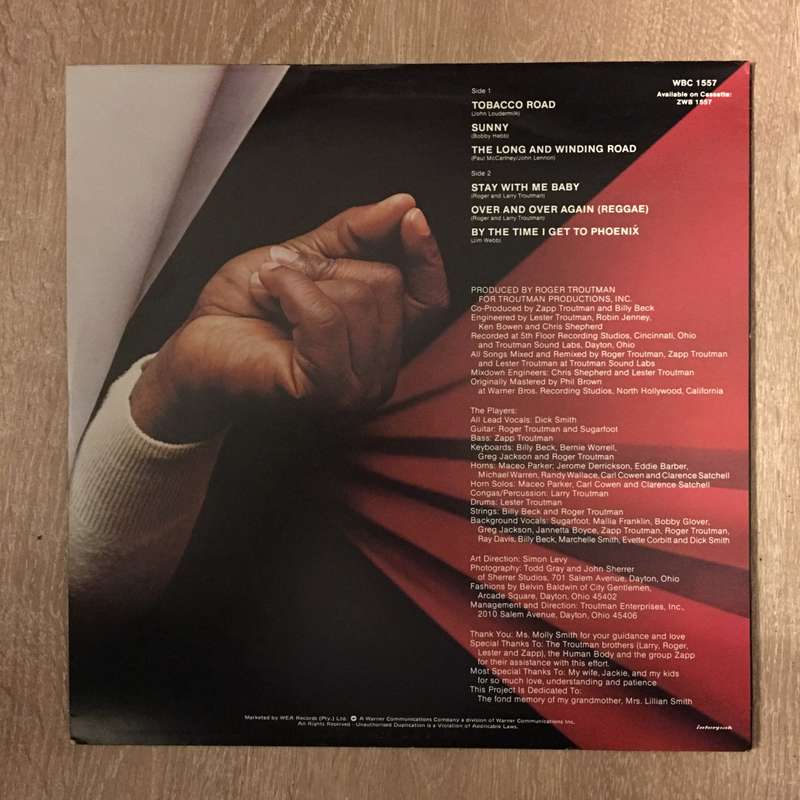 WBC 1557
Available on Cassette:
ZWB 1557
Side 1
TOBACCO ROAD
(John Loudermilk)
SUNNY
(Bobby Hebb)
THE LONG AND WINDING ROAD
(Paul McCartney/John Lennon)
Side 2
STAY WITH ME BABY
(Roger and Larry Troutman)
OVER AND OVER AGAIN (REGGAE)
(Roger and Larry Troutman)
BY THE TIME I GET TO PHOENIX
(Jim Webb)
PRODUCED BY ROGER TROUTMAN
FOR TROUTMAN PRODUCTIONS, INC.
Co-Produced by Zapp Troutman and Billy Beck
Engineered by Lester Troutman, Robin Jenney,
Ken Bowen and Chris Shepherd
Recorded at 5th Floor Recording Studios, Cincinnati, Ohio
and Troutman Sound Labs, Dayton, Ohio
All Songs Mixed and Remixed by Roger Troutman, Zapp Troutman
and Lester Troutman at Troutman Sound Labs
Mixdown Engineers: Chris Shepherd and Lester Troutman
Originally Mastered by Phil Brown
at Warner Bros. Recording Studios, North Hollywood, California
The Players:
All Lead Vocals: Dick Smith
Guitar: Roger Troutman and Sugarfoot
Bass: Zapp Troutman
Keyboards: Billy Beck, Bernie Worrell,
Greg Jackson and Roger Troutman
Horns: Maceo Parker; Jerome Derrickson, Eddie Barber,
Michael Warren, Randy Wallace, Carl Cowen and Clarence Satchell
Horn Solos: Maceo Parker, Carl Cowen and Clarence Satchell
Congas/Percussion: Larry Troutman
Drums: Lester Troutman
Strings: Billy Beck and Roger Troutman
Background Vocals: Sugarfoot, Mallia Franklin, Bobby Glover,
Greg Jackson, Jannetta Boyce, Zapp Troutman, Roger Troutman,
Ray Davis, Billy Beck, Marchelle Smith, Evette Corbitt and Dick Smith
Art Direction: Simon Levy
Photography: Todd Gray and John Sherrer
of Sherrer Studios, 701 Salem Avenue, Dayton, Ohio
Fashions by Belvin Baldwin of City Gentlemen,
Arcade Square, Dayton, Ohio 45402
Management and Direction: Troutman Enterprises, Inc.,
2010 Salem Avenue, Dayton, Ohio 45406
Thank You: Ms. Molly Smith for your guidance and love
Special Thanks To: The Troutman brothers (Larry, Roger,
Lester and Zapp), the Human Body and the group Zapp
for their assistance with this effort.
Most Special Thanks To: My wife, Jackie, and my kids
for so much love, understanding and patience
This Project Is Dedicated To:
The fond memory of my grandmother, Mrs. Lillian Smith
Marketed by WEA Records (Pty.) Ltd. A Warner Communications Company a division of Warner Communications Inc.
All Rights Reserved - Unauthorised Duplication is a Violation of Applicable Laws.
interpak